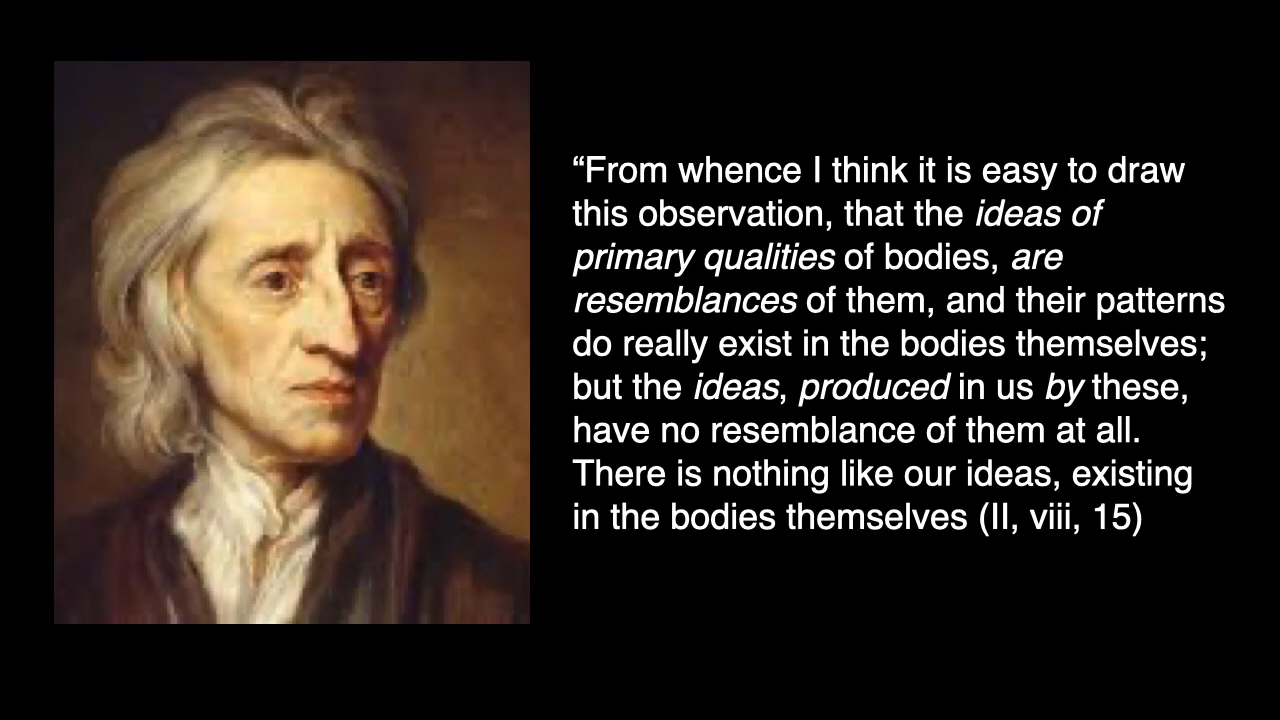 “From whence I think it is easy to draw
this observation, that the ideas of
primary qualities of bodies, are
resemblances of them, and their patterns
do really exist in the bodies themselves;
but the ideas, produced in us by these,
have no resemblance of them at all.
There is nothing like our ideas, existing
in the bodies themselves (II, viii, 15)